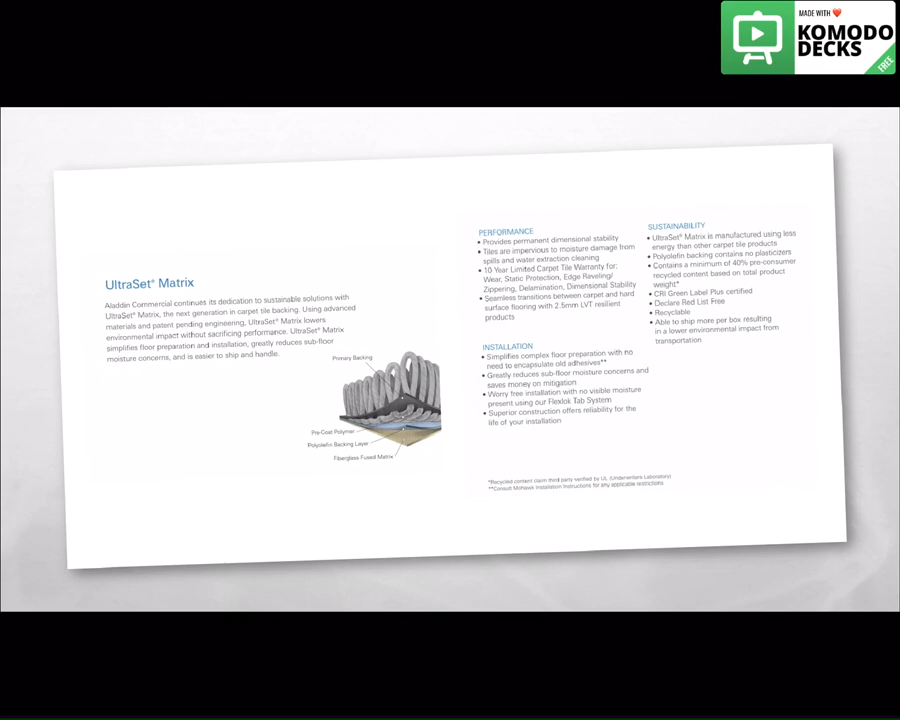 MADE WITH ❤️
KOMODO
DECKS
FREE
UltraSet® Matrix
Aladdin Commercial continues its dedication to sustainable solutions with
UltraSet® Matrix, the next generation in carpet tile backing. Using advanced
materials and patent pending engineering, UltraSet® Matrix lowers
environmental impact without sacrificing performance. UltraSet® Matrix
simplifies floor preparation and installation, greatly reduces sub-floor
moisture concerns, and is easier to ship and handle.
Primary Backing
Pre-Coat Polymer
Polyolefin Backing Layer
Fiberglass Fused Matrix
PERFORMANCE
• Provides permanent dimensional stability
• Tiles are impervious to moisture damage from
spills and water extraction cleaning
• 10 Year Limited Carpet Tile Warranty for:
Wear, Static Protection, Edge Raveling/
Zippering, Delamination, Dimensional Stability
• Seamless transitions between carpet and hard
surface flooring with 2.5mm LVT resilient
products
INSTALLATION
• Simplifies complex floor preparation with no
need to encapsulate old adhesives**
• Greatly reduces sub-floor moisture concerns and
saves money on mitigation
• Worry free installation with no visible moisture
present using our Flexlok Tab System
• Superior construction offers reliability for the
life of your installation
SUSTAINABILITY
• UltraSet® Matrix is manufactured using less
energy than other carpet tile products
• Polyolefin backing contains no plasticizers
• Contains a minimum of 40% pre-consumer
recycled content based on total product
weight*
• CRI Green Label Plus certified
• Declare Red List Free
• Recyclable
• Able to ship more per box resulting
in a lower environmental impact from
transportation
*Recycled content claim third party verified by UL (Underwriters Laboratory)
**Consult Mohawk Installation Instructions for any applicable restrictions